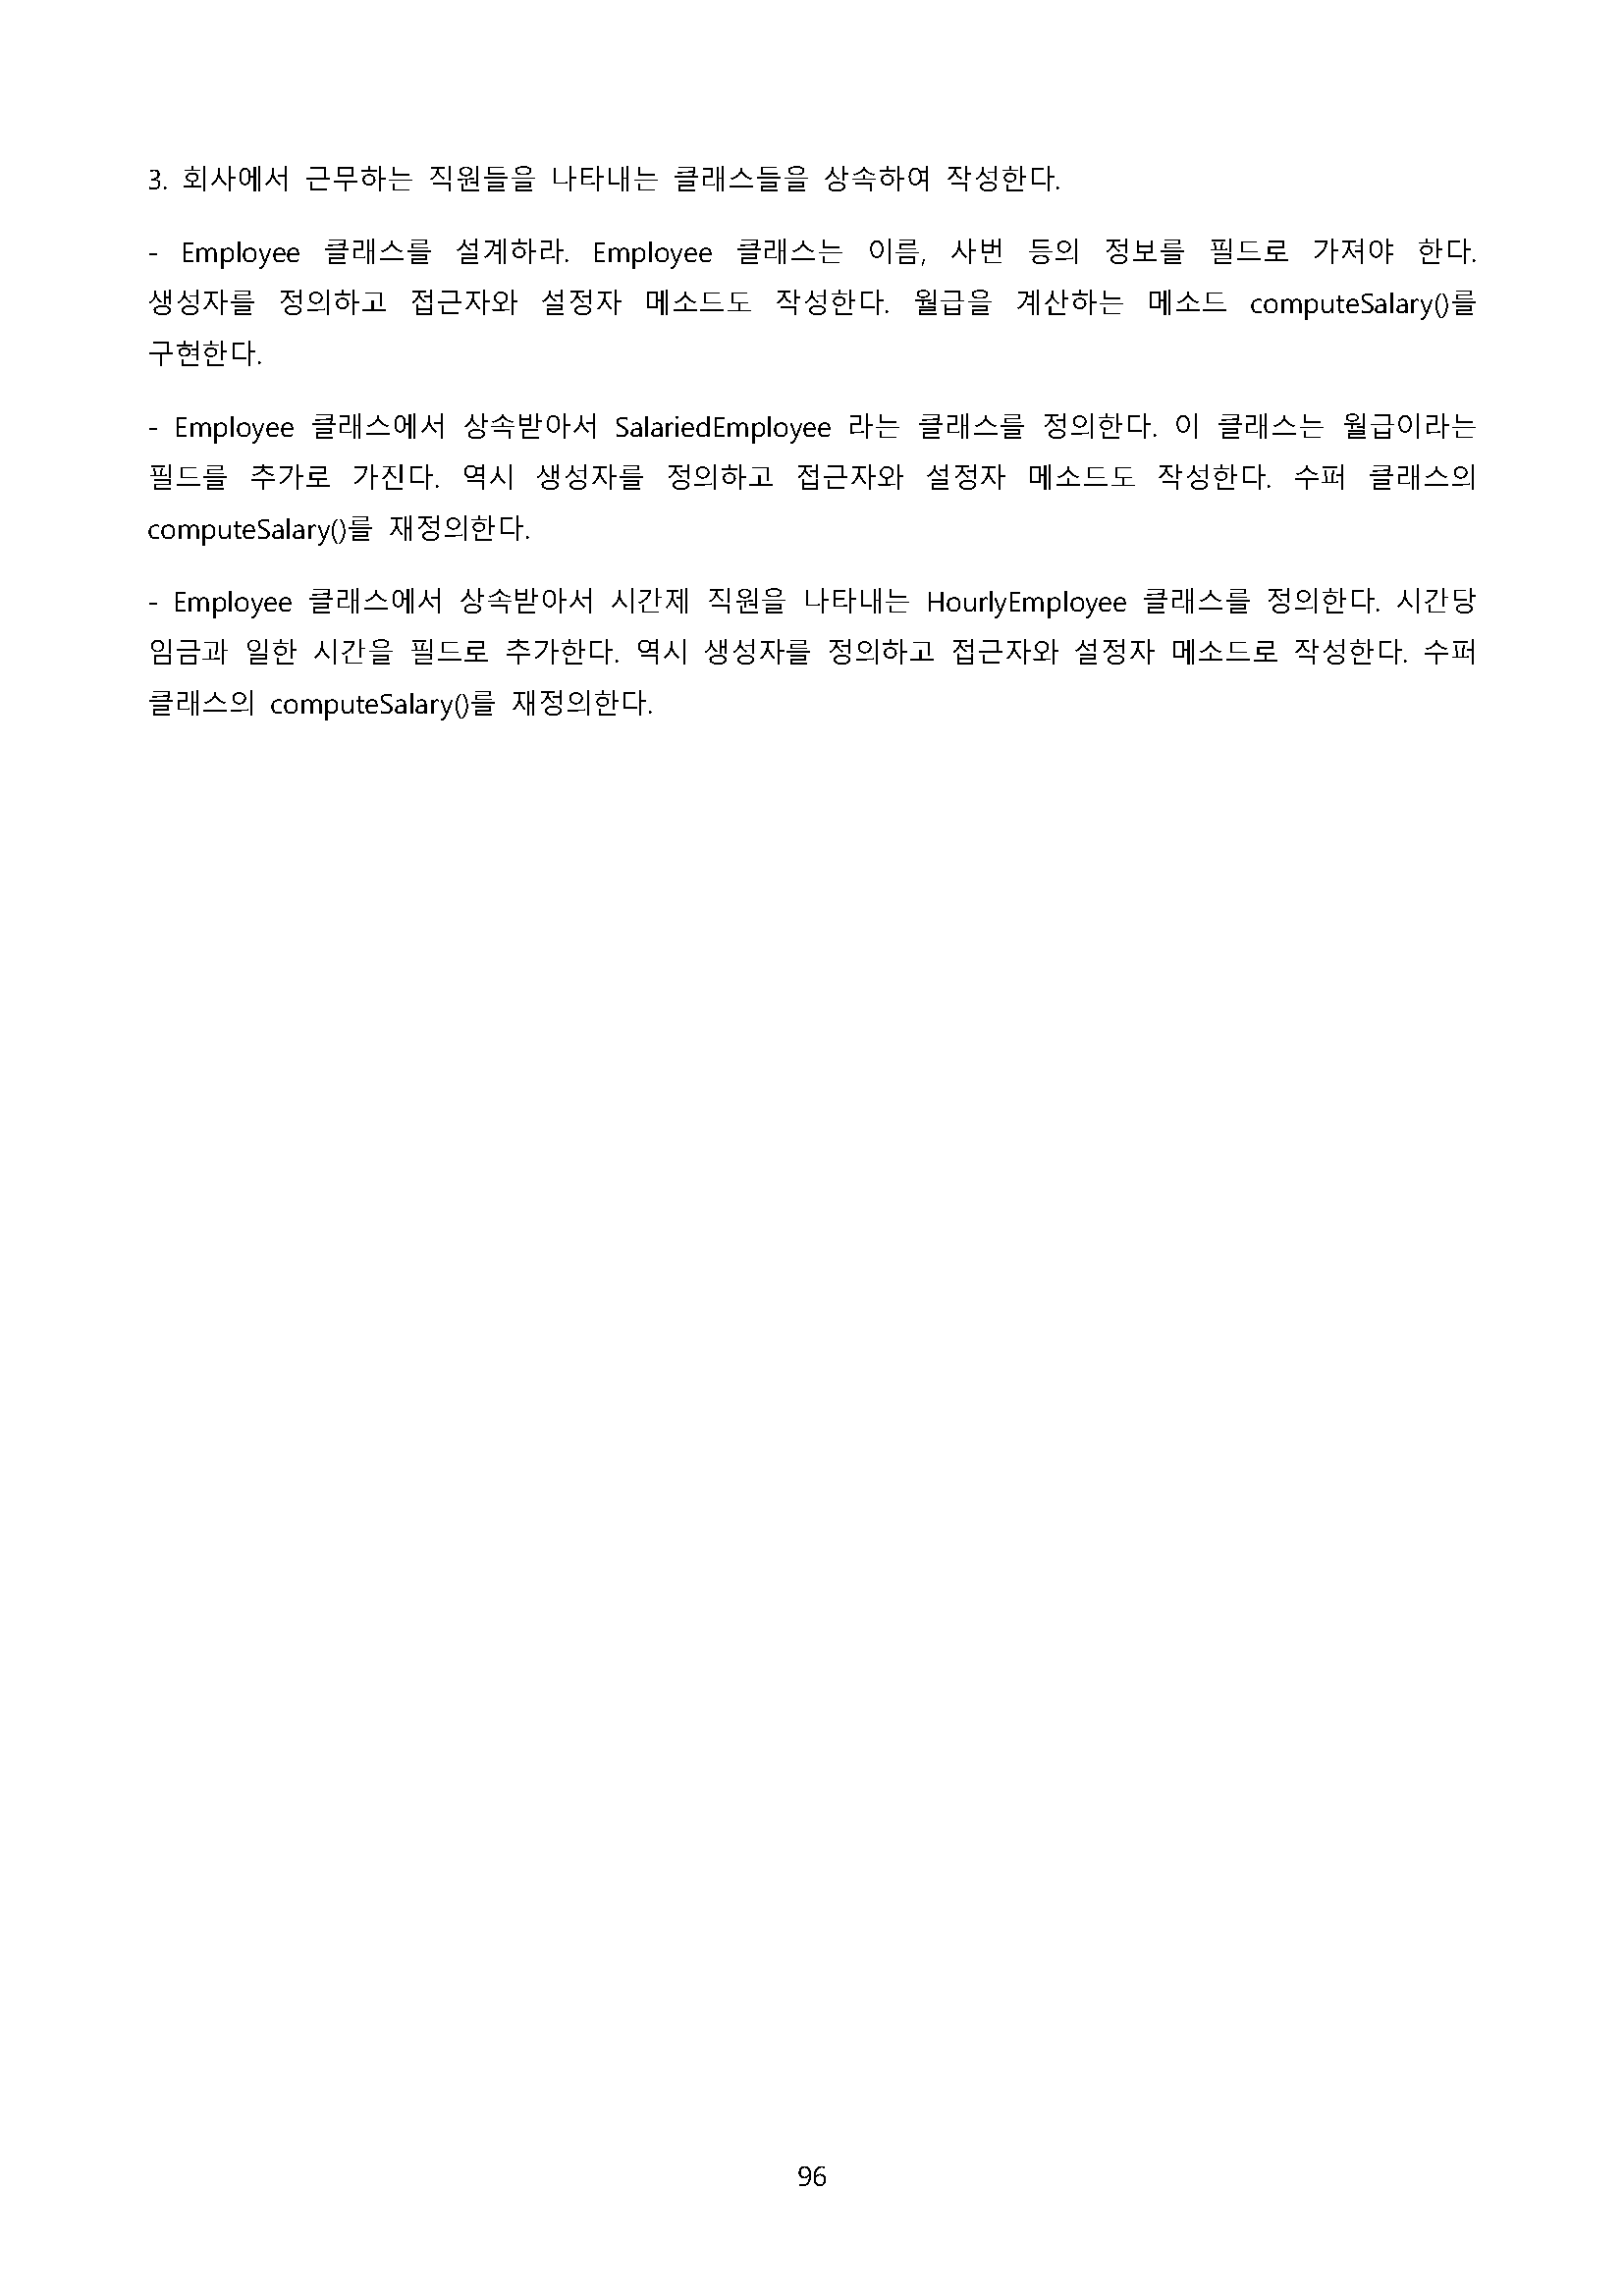 3. 회사에서 근무하는 직원들을 나타내는 클래스들을 상속하여 작성한다.
- Employee 클래스를 설계하라. Employee 클래스는 이름, 사번 등의 정보를 필드로 가져야 한다.
생성자를 정의하고 접근자와 설정자 메소드도 작성한다. 월급을 계산하는 메소드 computeSalary()를
구현한다.
- Employee 클래스에서 상속받아서 SalariedEmployee 라는 클래스를 정의한다. 이 클래스는 월급이라는
필드를 추가로 가진다. 역시 생성자를 정의하고 접근자와 설정자 메소드도 작성한다. 수퍼 클래스의
computeSalary()를 재정의한다.
- Employee 클래스에서 상속받아서 시간제 직원을 나타내는 HourlyEmployee 클래스를 정의한다. 시간당
임금과 일한 시간을 필드로 추가한다. 역시 생성자를 정의하고 접근자와 설정자 메소드로 작성한다. 수퍼
클래스의 computeSalary()를 재정의한다.
96